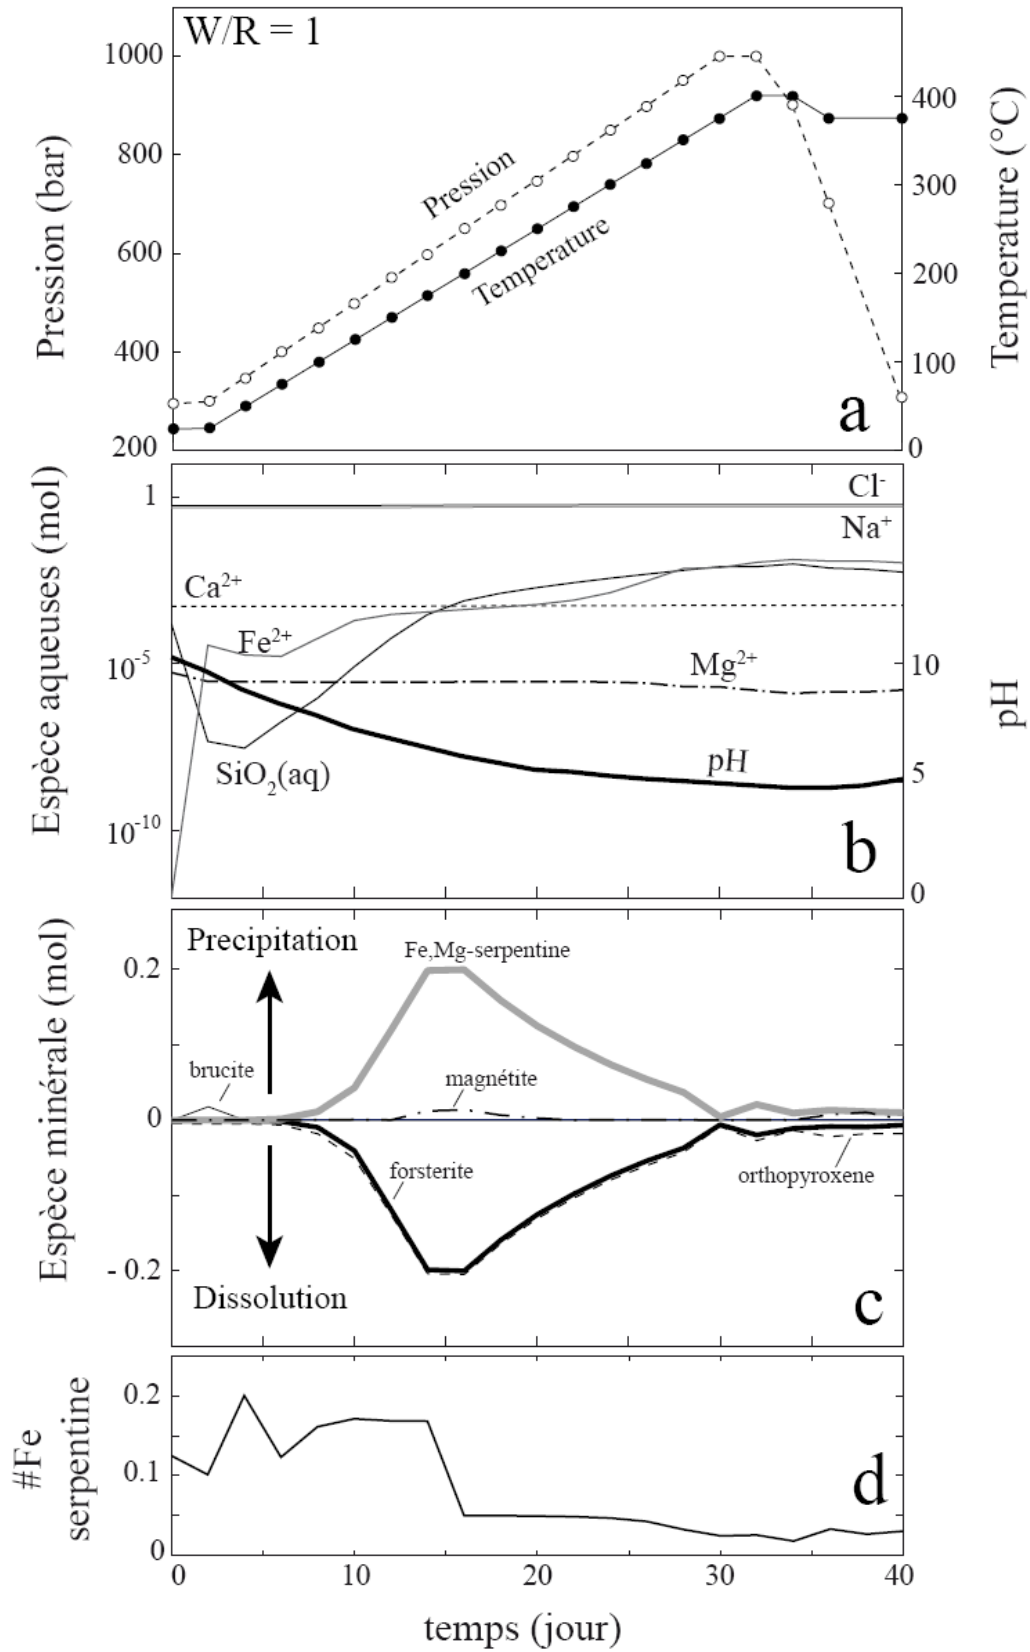 W/R = 1
1000
800
600
400
200
Pression (bar)
Pression
Temperature
400
300
200
100
0
Temperature (°C)
a
1
10-5
10-10
Espèce aqueuses (mol)
Cl-
Na+
Ca2+
Fe2+
Mg2+
SiO2(aq)
pH
10
5
0
pH
b
Precipitation
Fe,Mg-serpentine
0.2
brucite
magnétite
0
forsterite
orthopyroxene
- 0.2
Dissolution
Espèce minérale (mol)
c
0.2
0.1
0
#Fe
serpentine
d
0 10 20 30 40
temps (jour)